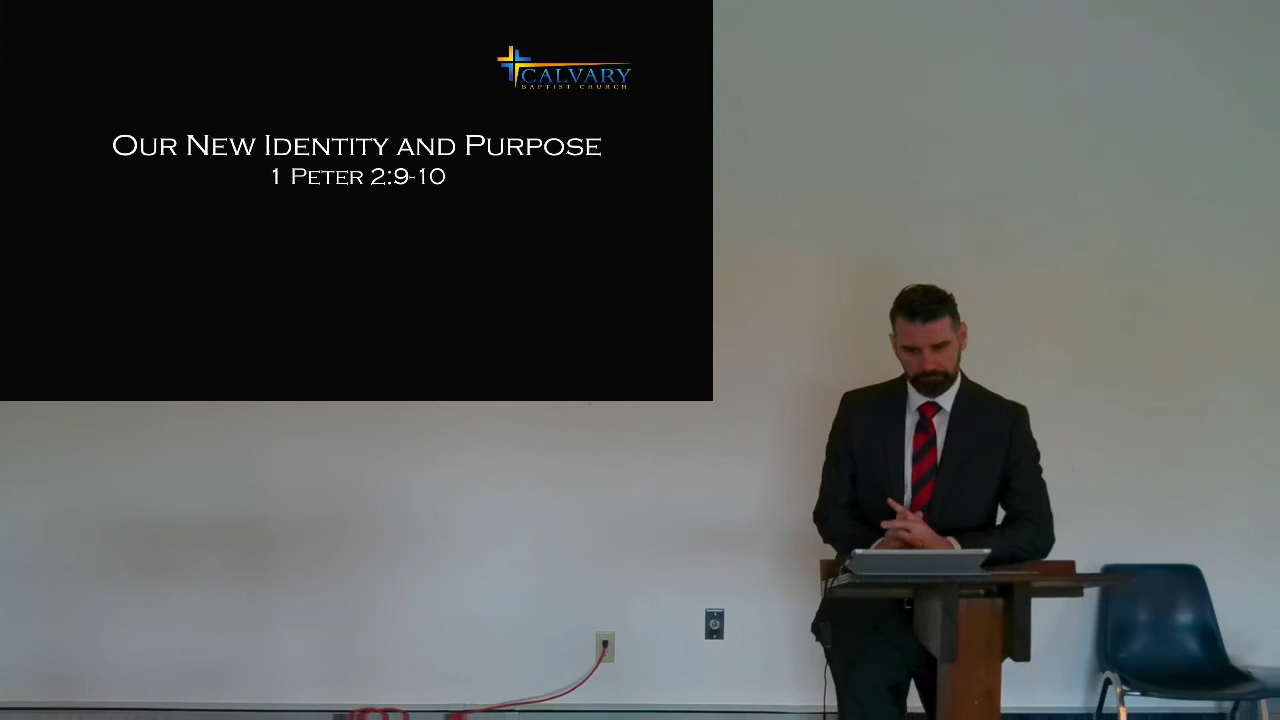 CALVARY
BAPTIST CHURCH
OUR NEW IDENTITY AND PURPOSE
1 PETER 2:9-10